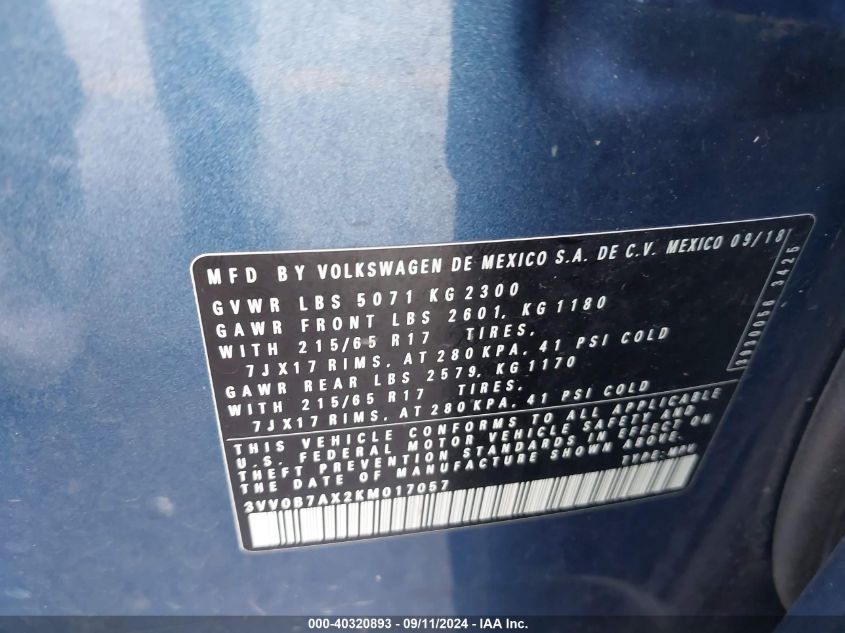 MFD BY VOLKSWAGEN DE MEXICO S.A. DE C.V. MEXICO 09/18
GVWR LBS 5071 KG 2300
GAWR FRONT LBS 2601, KG 1180
WITH 215/65 R17 TIRES,
7JX17 RIMS, AT 280 KPA, 41 PSI COLD
GAWR REAR LBS 2579, KG 1170
WITH 215/65 R17 TIRES,
7JX17 RIMS, AT 280 KPA, 41 PSI COLD
THIS VEHICLE CONFORMS TO ALL APPLICABLE
U.S. FEDERAL MOTOR VEHICLE SAFETY AND
THEFT PREVENTION STANDARDS IN EFFECT ON
THE DATE OF MANUFACTURE SHOWN ABOVE.
3VV0B7AX2KM017057 TYPE: MPV
3425
000-40320893 - 09/11/2024 - IAAI Inc.